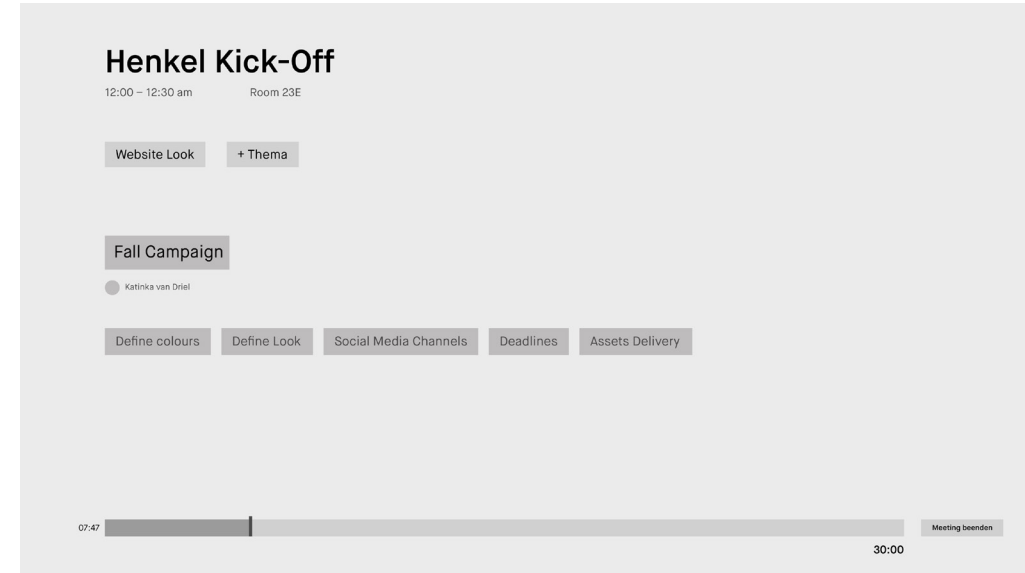 Henkel Kick-Off
12:00 – 12:30 am Room 23E
Website Look + Thema
Fall Campaign
Katinka van Driel
Define colours Define Look Social Media Channels Deadlines Assets Delivery
07:47 Meeting beenden
30:00